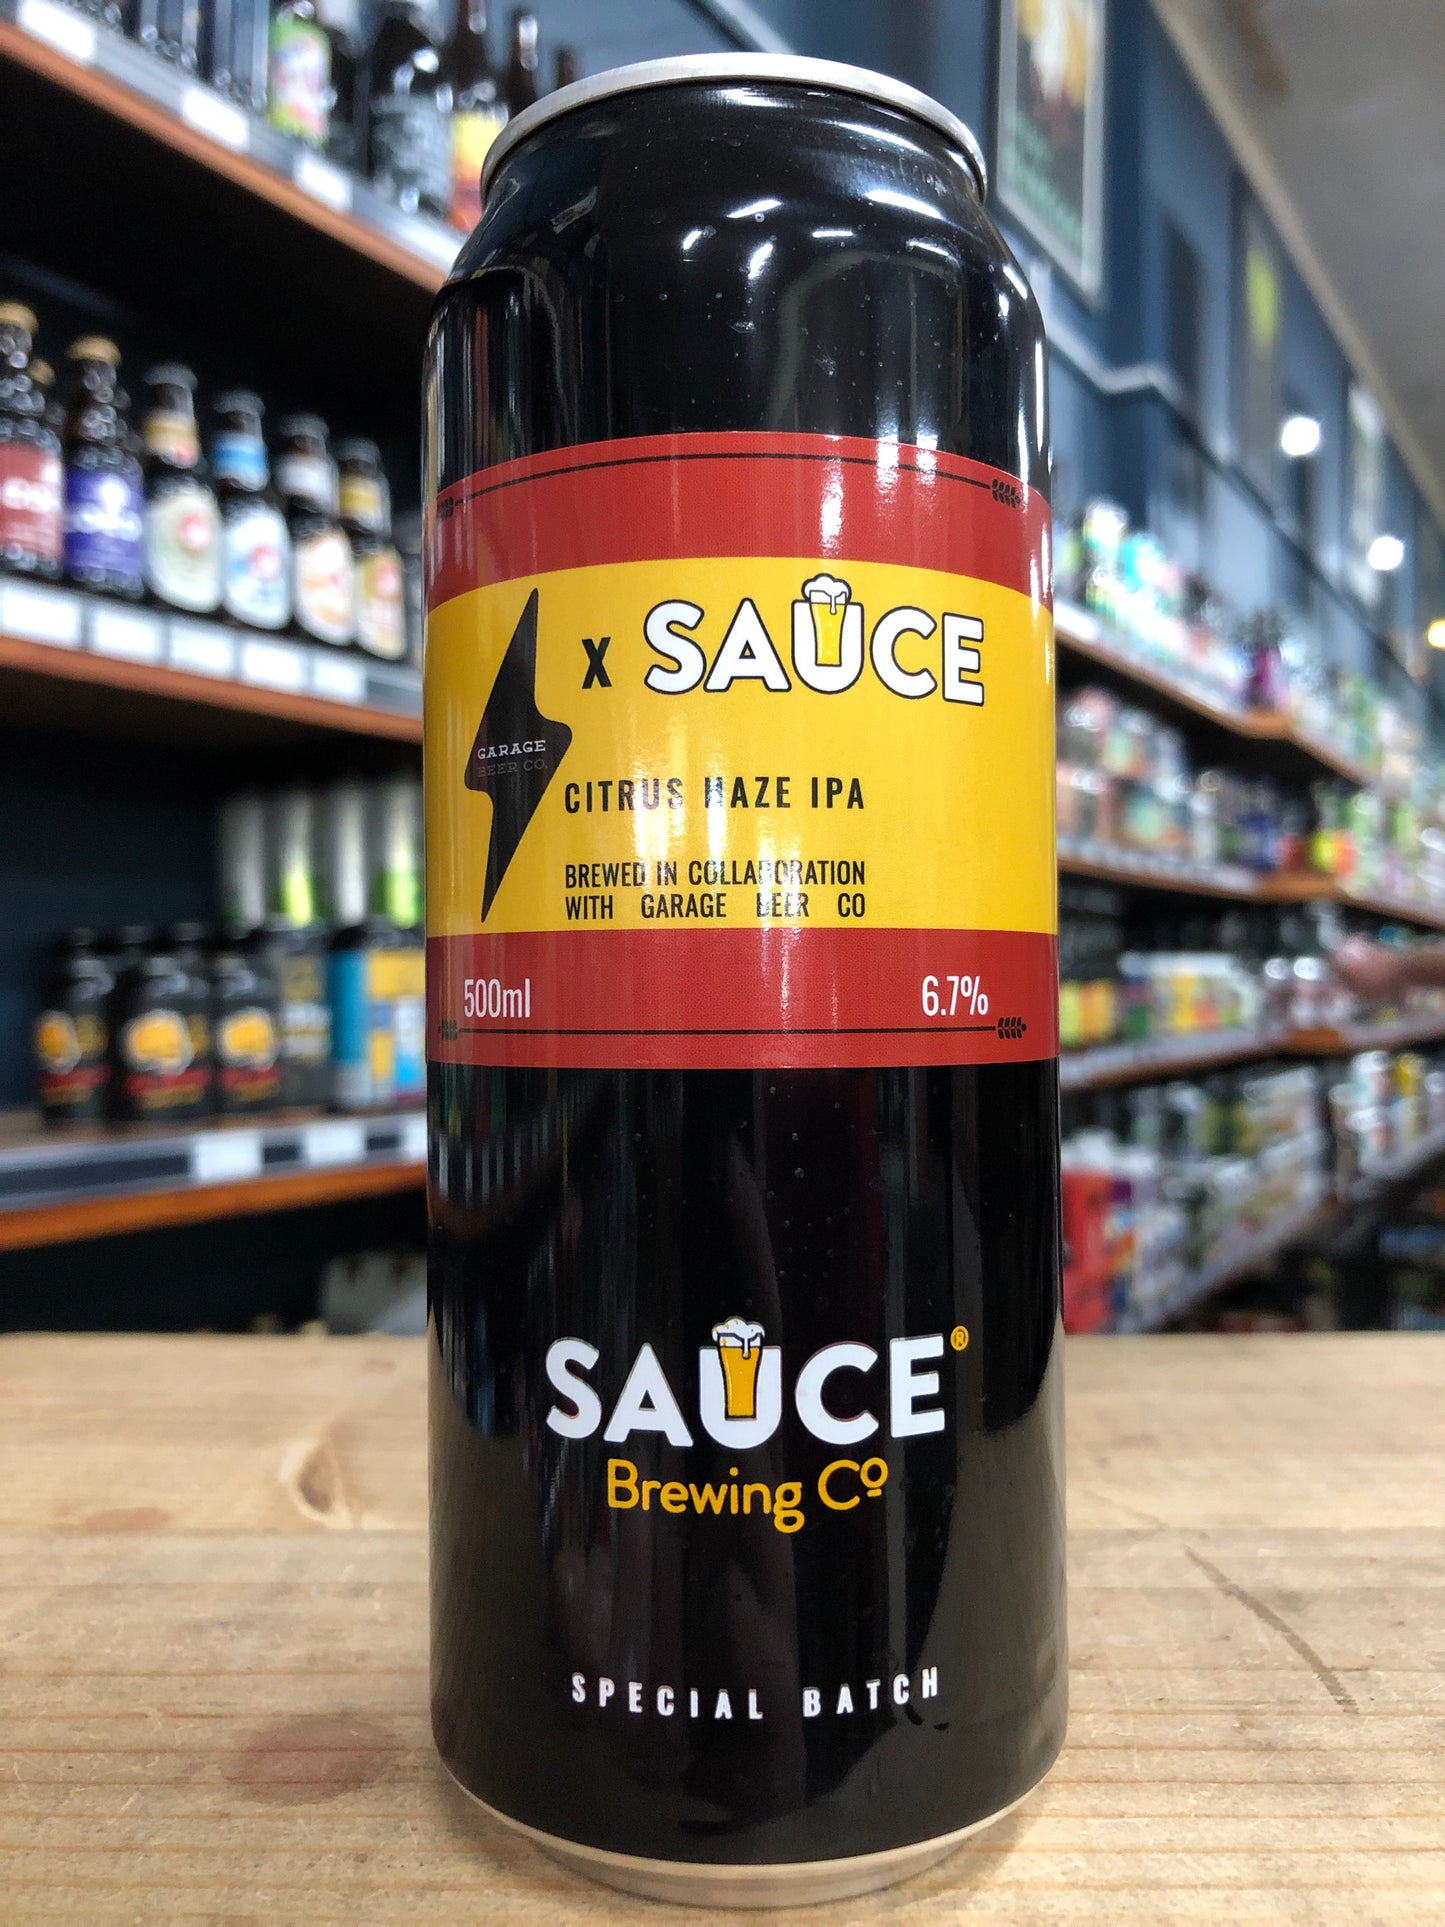 X SAUCE
GARAGE
BEER CO.
CITRUS HAZE IPA
BREWED IN COLLABORATION
WITH GARAGE BEER CO
500ml 6.7%
SAUCE®
Brewing Cº
SPECIAL BATCH